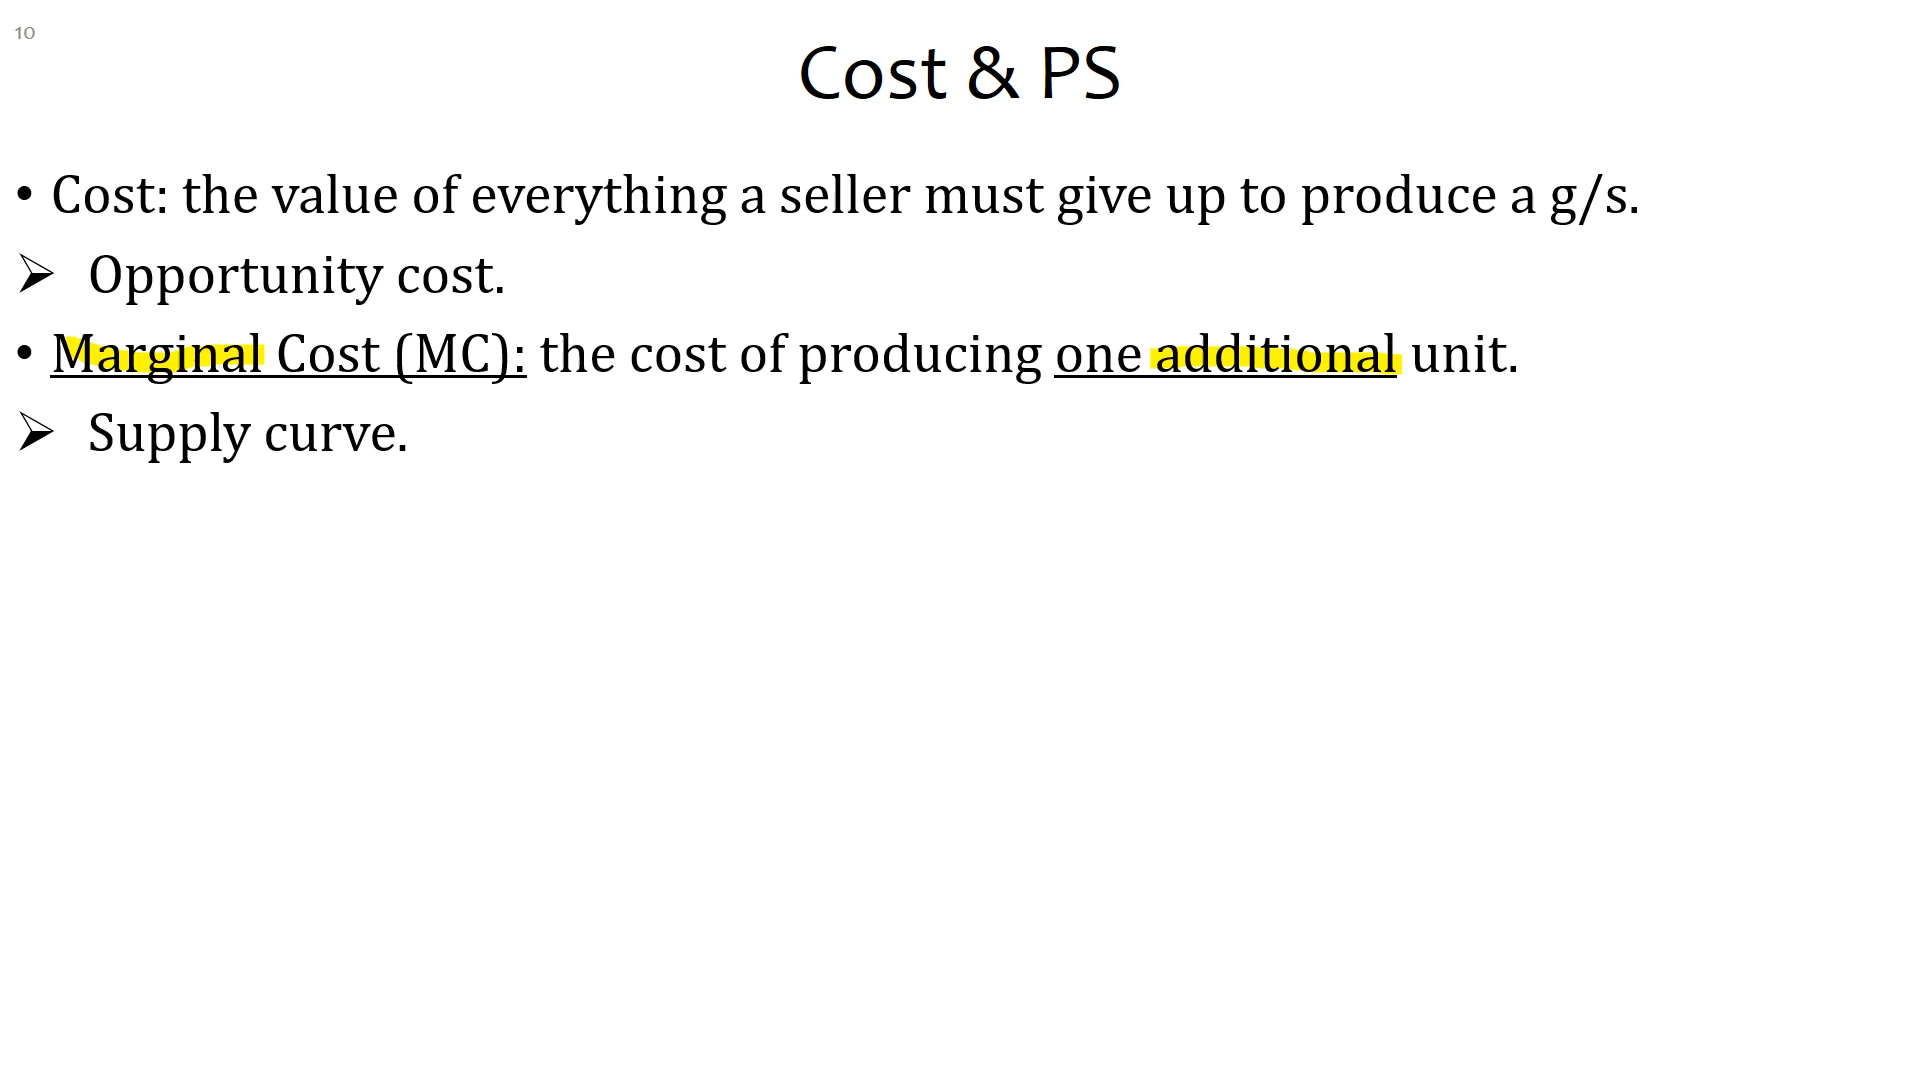 10
Cost & PS
• Cost: the value of everything a seller must give up to produce a g/s.
➢ Opportunity cost.
• Marginal Cost (MC): the cost of producing one additional unit.
➢ Supply curve.